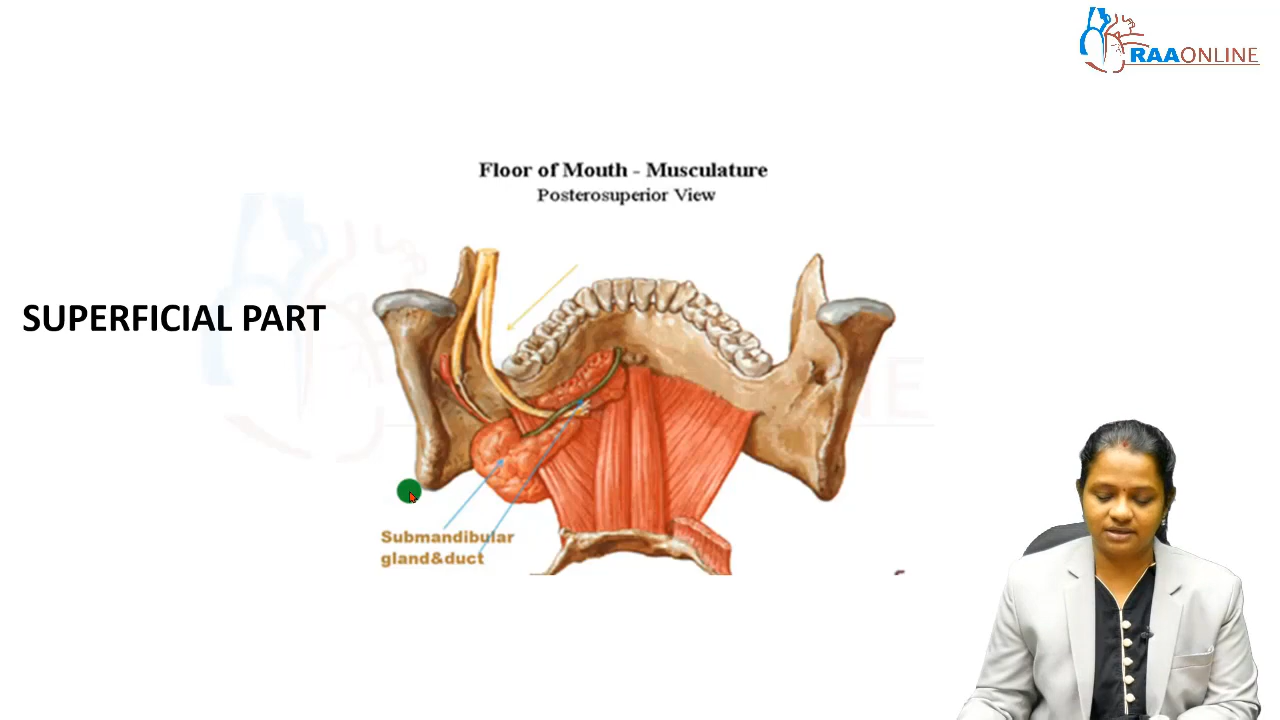 RAAONLINE
Floor of Mouth - Musculature
Posterosuperior View
SUPERFICIAL PART
Submandibular
gland&duct